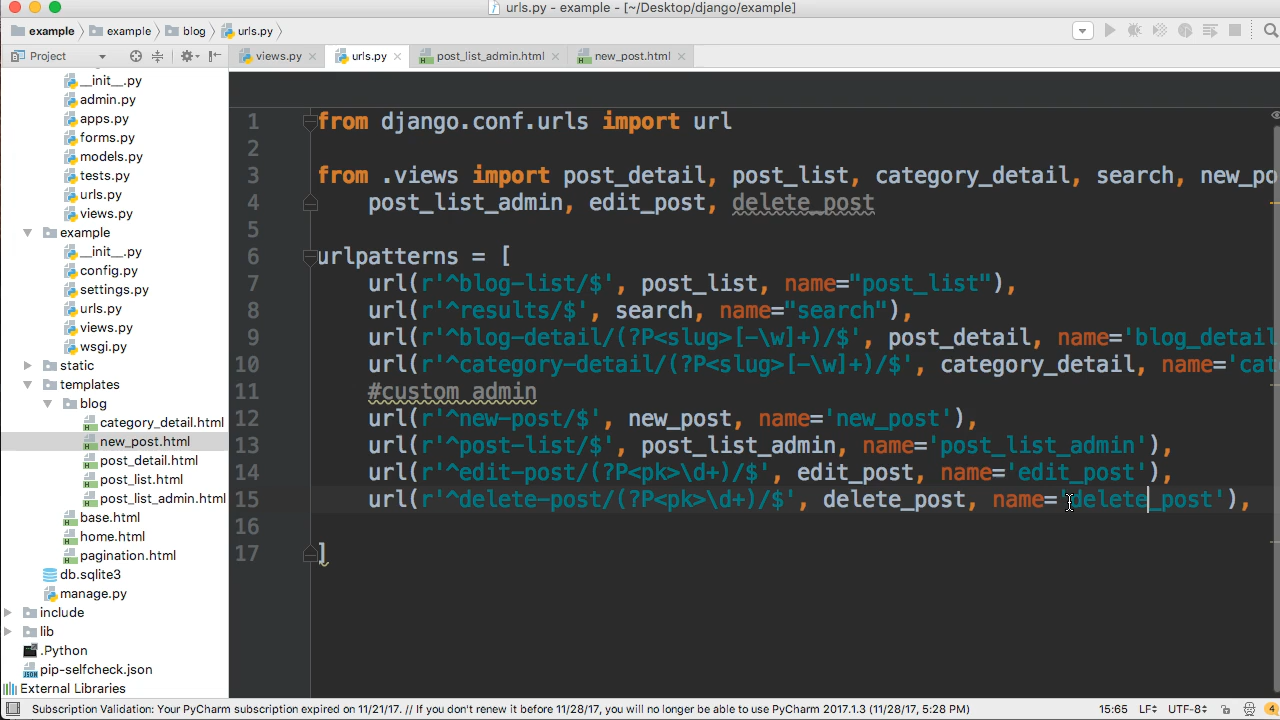 urls.py - example - [~/Desktop/django/example]
example example blog urls.py
Project views.py urls.py post_list_admin.html new_post.html
__init__.py
admin.py
apps.py
forms.py
models.py
tests.py
urls.py
views.py
example
__init__.py
config.py
settings.py
urls.py
views.py
wsgi.py
static
templates
blog
category_detail.html
new_post.html
post_detail.html
post_list.html
post_list_admin.html
base.html
home.html
pagination.html
db.sqlite3
manage.py
include
lib
.Python
pip-selfcheck.json
External Libraries
1 from django.conf.urls import url
2
3 from .views import post_detail, post_list, category_detail, search, new_po
4 post_list_admin, edit_post, delete_post
5
6 urlpatterns = [
7 url(r'^blog-list/$', post_list, name="post_list"),
8 url(r'^results/$', search, name="search"),
9 url(r'^blog-detail/(?P<slug>[-\w]+)/$', post_detail, name='blog_detail
10 url(r'^category-detail/(?P<slug>[-\w]+)/$', category_detail, name='cat
11 #custom admin
12 url(r'^new-post/$', new_post, name='new_post'),
13 url(r'^post-list/$', post_list_admin, name='post_list_admin'),
14 url(r'^edit-post/(?P<pk>\d+)/$', edit_post, name='edit_post'),
15 url(r'^delete-post/(?P<pk>\d+)/$', delete_post, name='delete_post'),
16
17 ]
Subscription Validation: Your PyCharm subscription expired on 11/21/17. // If you don't renew it before 11/28/17, you will no longer be able to use PyCharm 2017.1.3 (11/28/17, 5:28 PM) 15:65 LF UTF-8 4